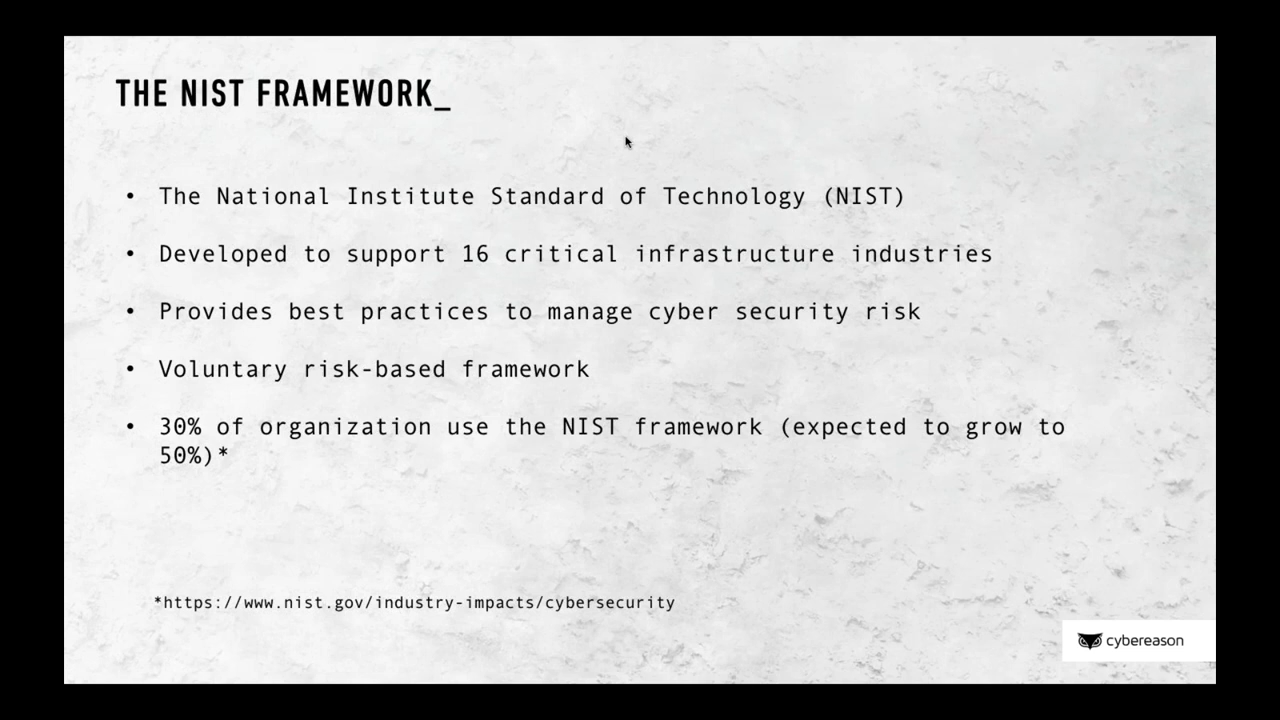 THE NIST FRAMEWORK_
• The National Institute Standard of Technology (NIST)
• Developed to support 16 critical infrastructure industries
• Provides best practices to manage cyber security risk
• Voluntary risk-based framework
• 30% of organization use the NIST framework (expected to grow to
50%)*
*https://www.nist.gov/industry-impacts/cybersecurity
cybereason